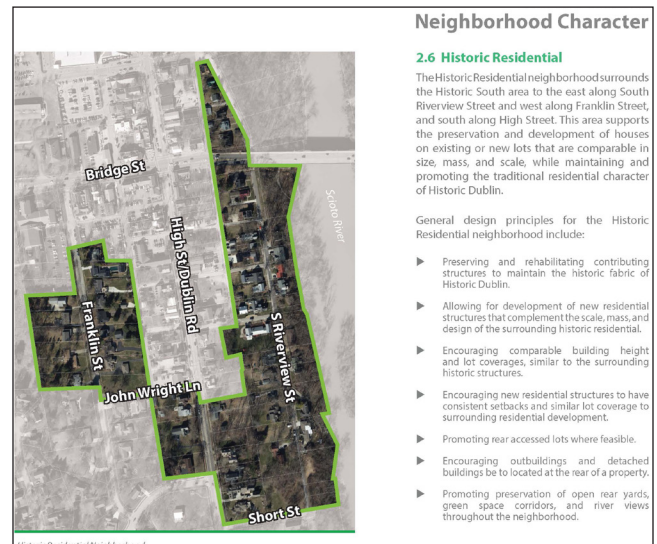 Neighborhood Character
2.6 Historic Residential
The Historic Residential neighborhood surrounds
the Historic South area to the east along South
Riverview Street and west along Franklin Street,
and south along High Street. This area supports
the preservation and development of houses
on existing or new lots that are comparable in
size, mass, and scale, while maintaining and
promoting the traditional residential character
of Historic Dublin.
General design principles for the Historic
Residential neighborhood include:
▶ Preserving and rehabilitating contributing
structures to maintain the historic fabric of
Historic Dublin.
▶ Allowing for development of new residential
structures that complement the scale, mass, and
design of the surrounding historic residential.
▶ Encouraging comparable building height
and lot coverages, similar to the surrounding
historic structures.
▶ Encouraging new residential structures to have
consistent setbacks and similar lot coverage to
surrounding residential development.
▶ Promoting rear accessed lots where feasible.
▶ Encouraging outbuildings and detached
buildings be to located at the rear of a property.
▶ Promoting preservation of open rear yards,
green space corridors, and river views
throughout the neighborhood.
Bridge St
Scioto River
High St/Dublin Rd
Franklin St
S Riverview St
John Wright Ln
Short St